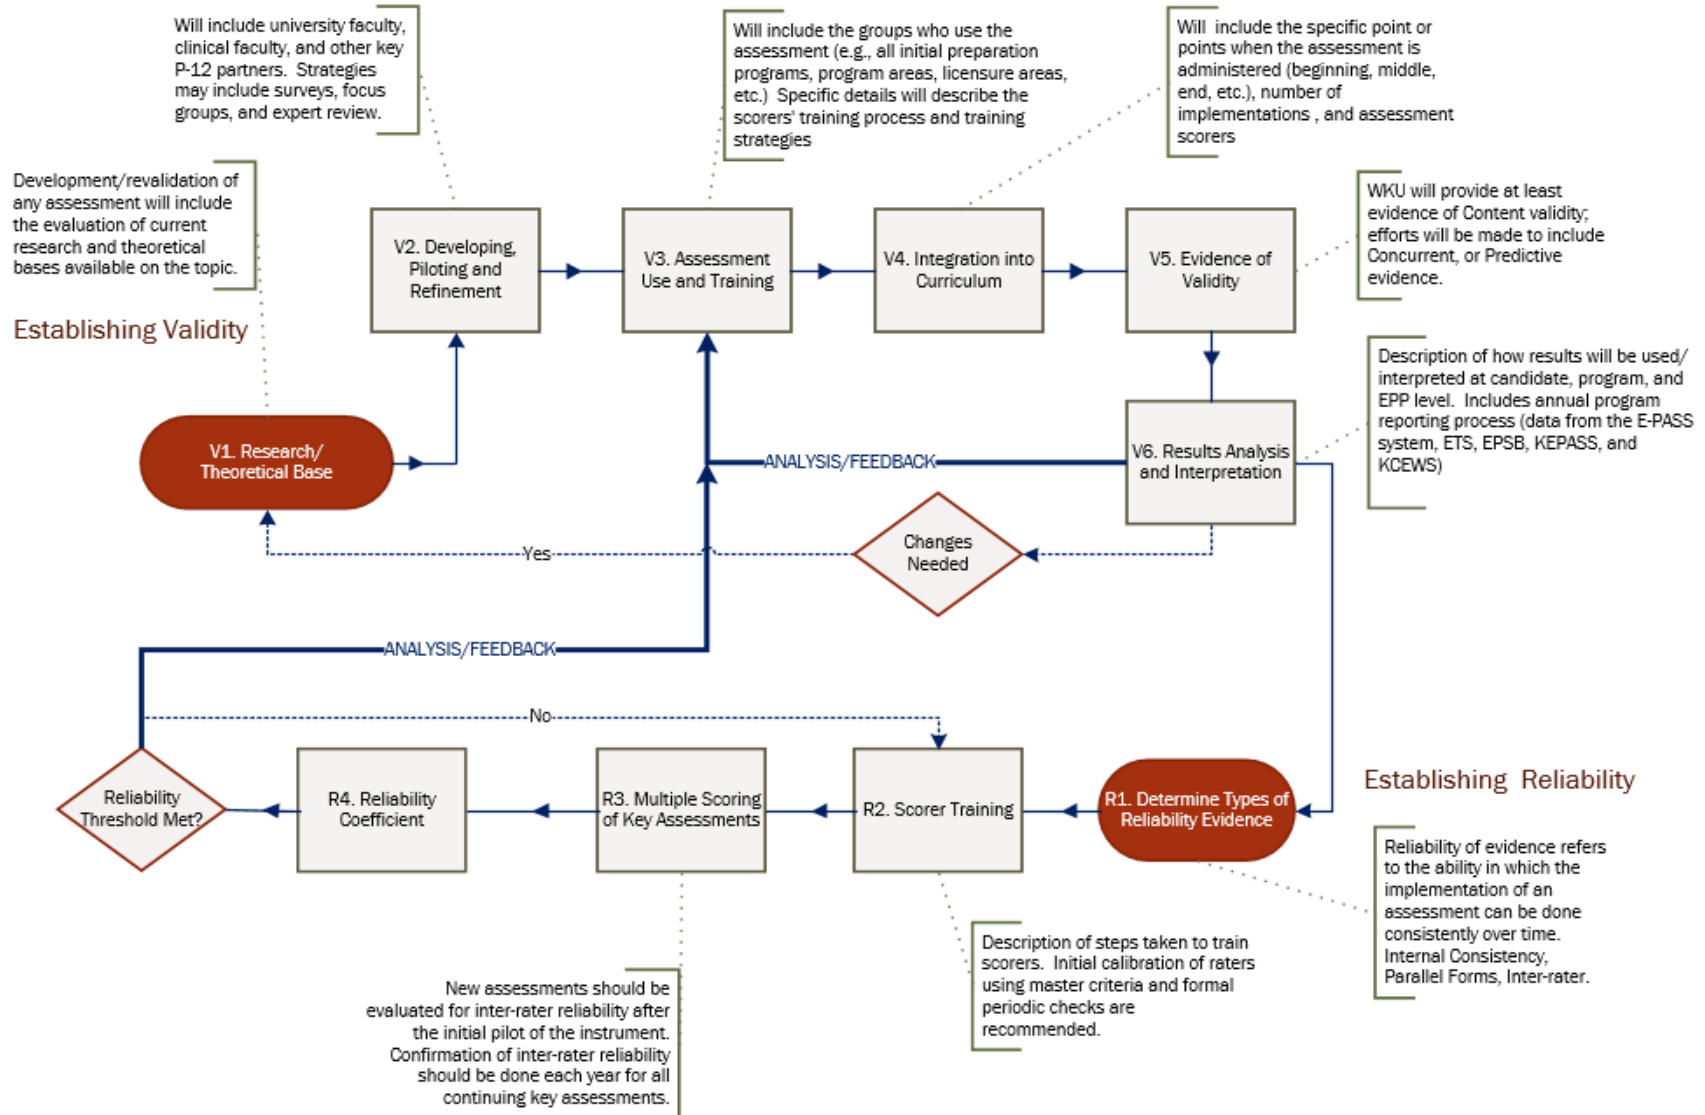 Will include university faculty,
clinical faculty, and other key
P-12 partners. Strategies
may include surveys, focus
groups, and expert review.
Will include the groups who use the
assessment (e.g., all initial preparation
programs, program areas, licensure areas,
etc.) Specific details will describe the
scorers' training process and training
strategies
Will include the specific point or
points when the assessment is
administered (beginning, middle,
end, etc.), number of
implementations , and assessment
scorers
Development/revalidation of
any assessment will include
the evaluation of current
research and theoretical
bases available on the topic.
WKU will provide at least
evidence of Content validity;
efforts will be made to include
Concurrent, or Predictive
evidence.
Establishing Validity
V2. Developing,
Piloting and
Refinement
V3. Assessment
Use and Training
V4. Integration into
Curriculum
V5. Evidence of
Validity
Description of how results will be used/
interpreted at candidate, program, and
EPP level. Includes annual program
reporting process (data from the E-PASS
system, ETS, EPSB, KEPASS, and
KCEWS)
V1. Research/
Theoretical Base
ANALYSIS/FEEDBACK
V6. Results Analysis
and Interpretation
Yes
Changes
Needed
ANALYSIS/FEEDBACK
No
Reliability
Threshold Met?
R4. Reliability
Coefficient
R3. Multiple Scoring
of Key Assessments
R2. Scorer Training
R1. Determine Types of
Reliability Evidence
Establishing Reliability
Reliability of evidence refers
to the ability in which the
implementation of an
assessment can be done
consistently over time.
Internal Consistency,
Parallel Forms, Inter-rater.
Description of steps taken to train
scorers. Initial calibration of raters
using master criteria and formal
periodic checks are
recommended.
New assessments should be
evaluated for inter-rater reliability after
the initial pilot of the instrument.
Confirmation of inter-rater reliability
should be done each year for all
continuing key assessments.